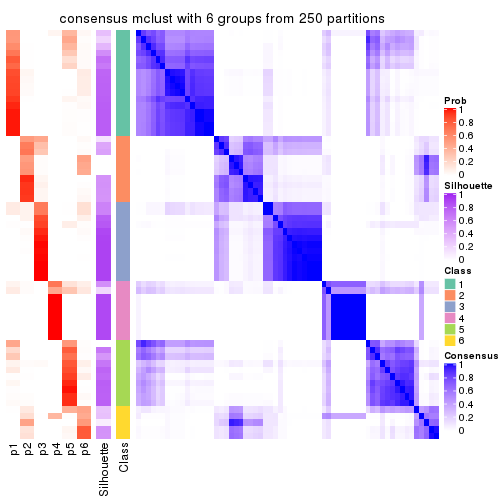 consensus mclust with 6 groups from 250 partitions
Prob
1
0.8
0.6
0.4
0.2
0
Silhouette
1
0.8
0.6
0.4
0.2
0
Class
1
2
3
4
5
6
Consensus
1
0.8
0.6
0.4
0.2
0
p1
p2
p3
p4
p5
p6
Silhouette
Class